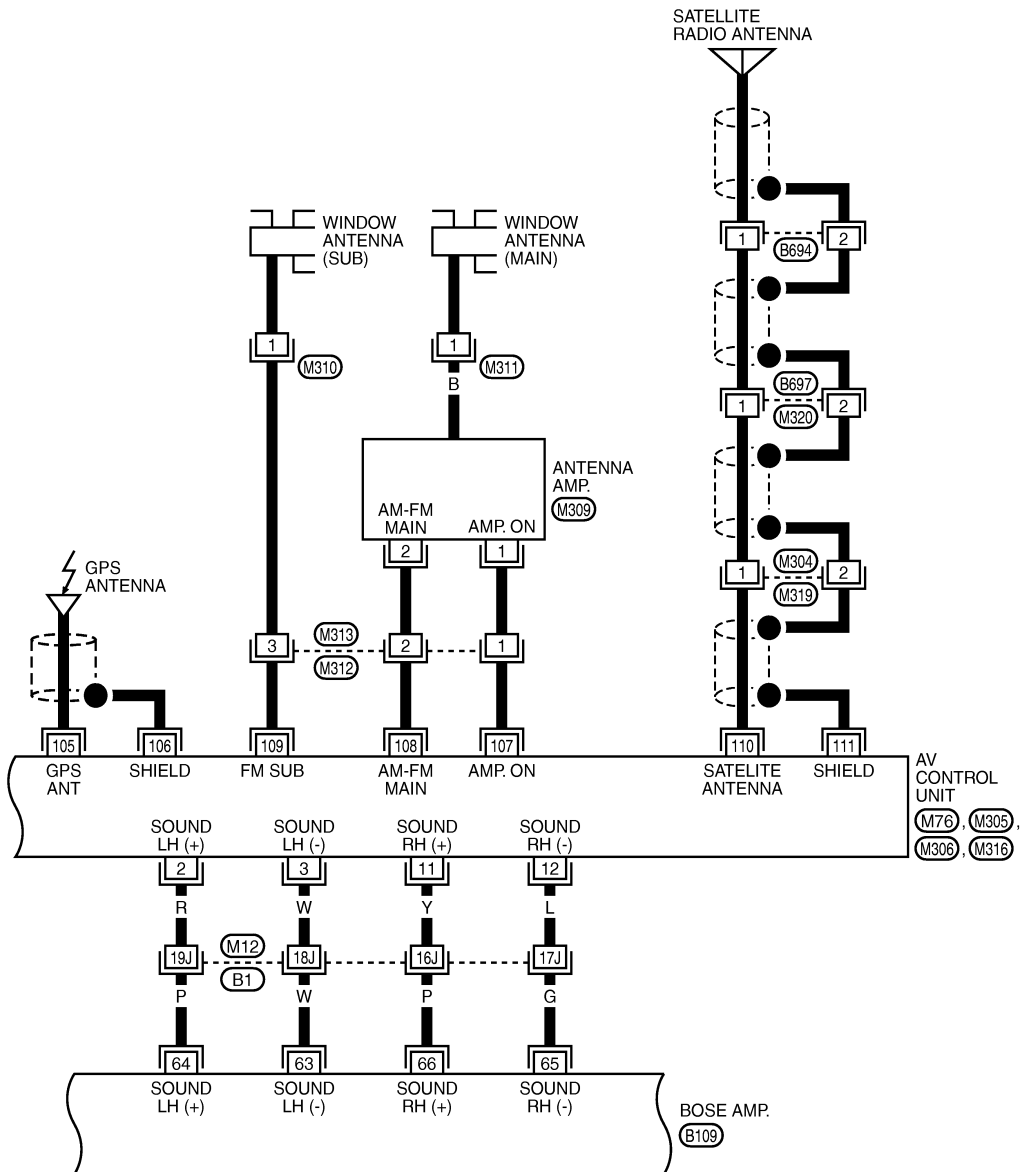 SATELLITE
RADIO ANTENNA
WINDOW
ANTENNA
(SUB)
WINDOW
ANTENNA
(MAIN)
1
2
B694
1
M310
1
M311
B
B697
1
2
M320
ANTENNA
AMP.
M309
AM-FM
MAIN
AMP. ON
2
1
GPS
ANTENNA
M304
1
2
M319
3
M313
M312
2
1
105
106
109
108
107
110
111
GPS
ANT
SHIELD
FM SUB
AM-FM
MAIN
AMP. ON
SATELITE
ANTENNA
SHIELD
AV
CONTROL
UNIT
M76 , M305 ,
M306 , M316
SOUND
LH (+)
SOUND
LH (-)
SOUND
RH (+)
SOUND
RH (-)
2
3
11
12
R
W
Y
L
19J
M12
B1
18J
16J
17J
P
W
P
G
64
63
66
65
SOUND
LH (+)
SOUND
LH (-)
SOUND
RH (+)
SOUND
RH (-)
BOSE AMP.
B109